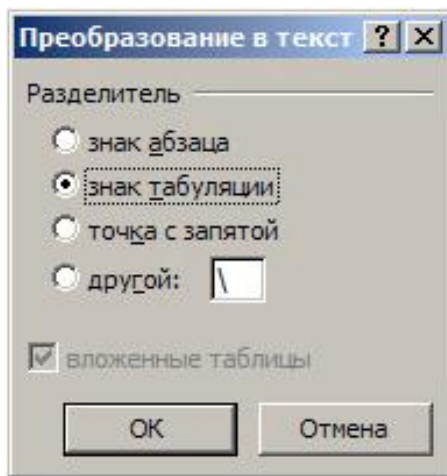 Преобразование в текст
Разделитель
знак абзаца
знак табуляции
точка с запятой
другой: \
вложенные таблицы
ОК Отмена